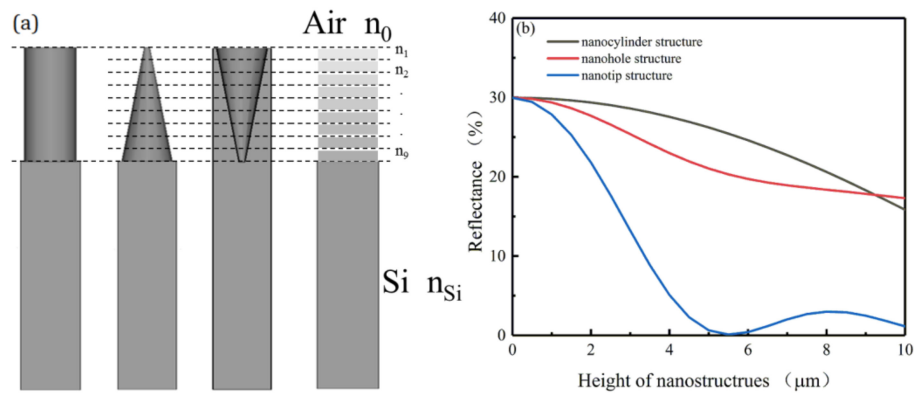 (a)
Air n0
n1
n2
.
.
.
n9
Si nSi
(b)
nanocylinder structure
nanohole structure
nanotip structure
40
30
20
10
0
Reflectance (%)
0 2 4 6 8 10
Height of nanostructrues (μm)